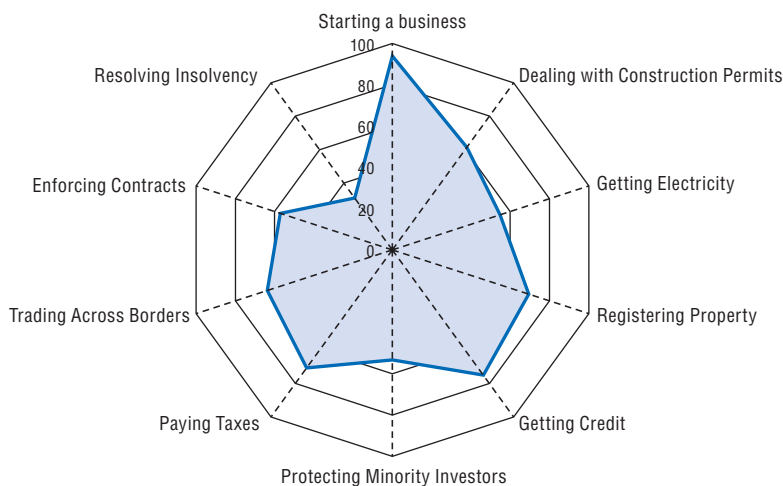 Starting a business
100
Resolving Insolvency
Dealing with Construction Permits
80
60
40
Enforcing Contracts
Getting Electricity
20
0
Trading Across Borders
Registering Property
Paying Taxes
Getting Credit
Protecting Minority Investors